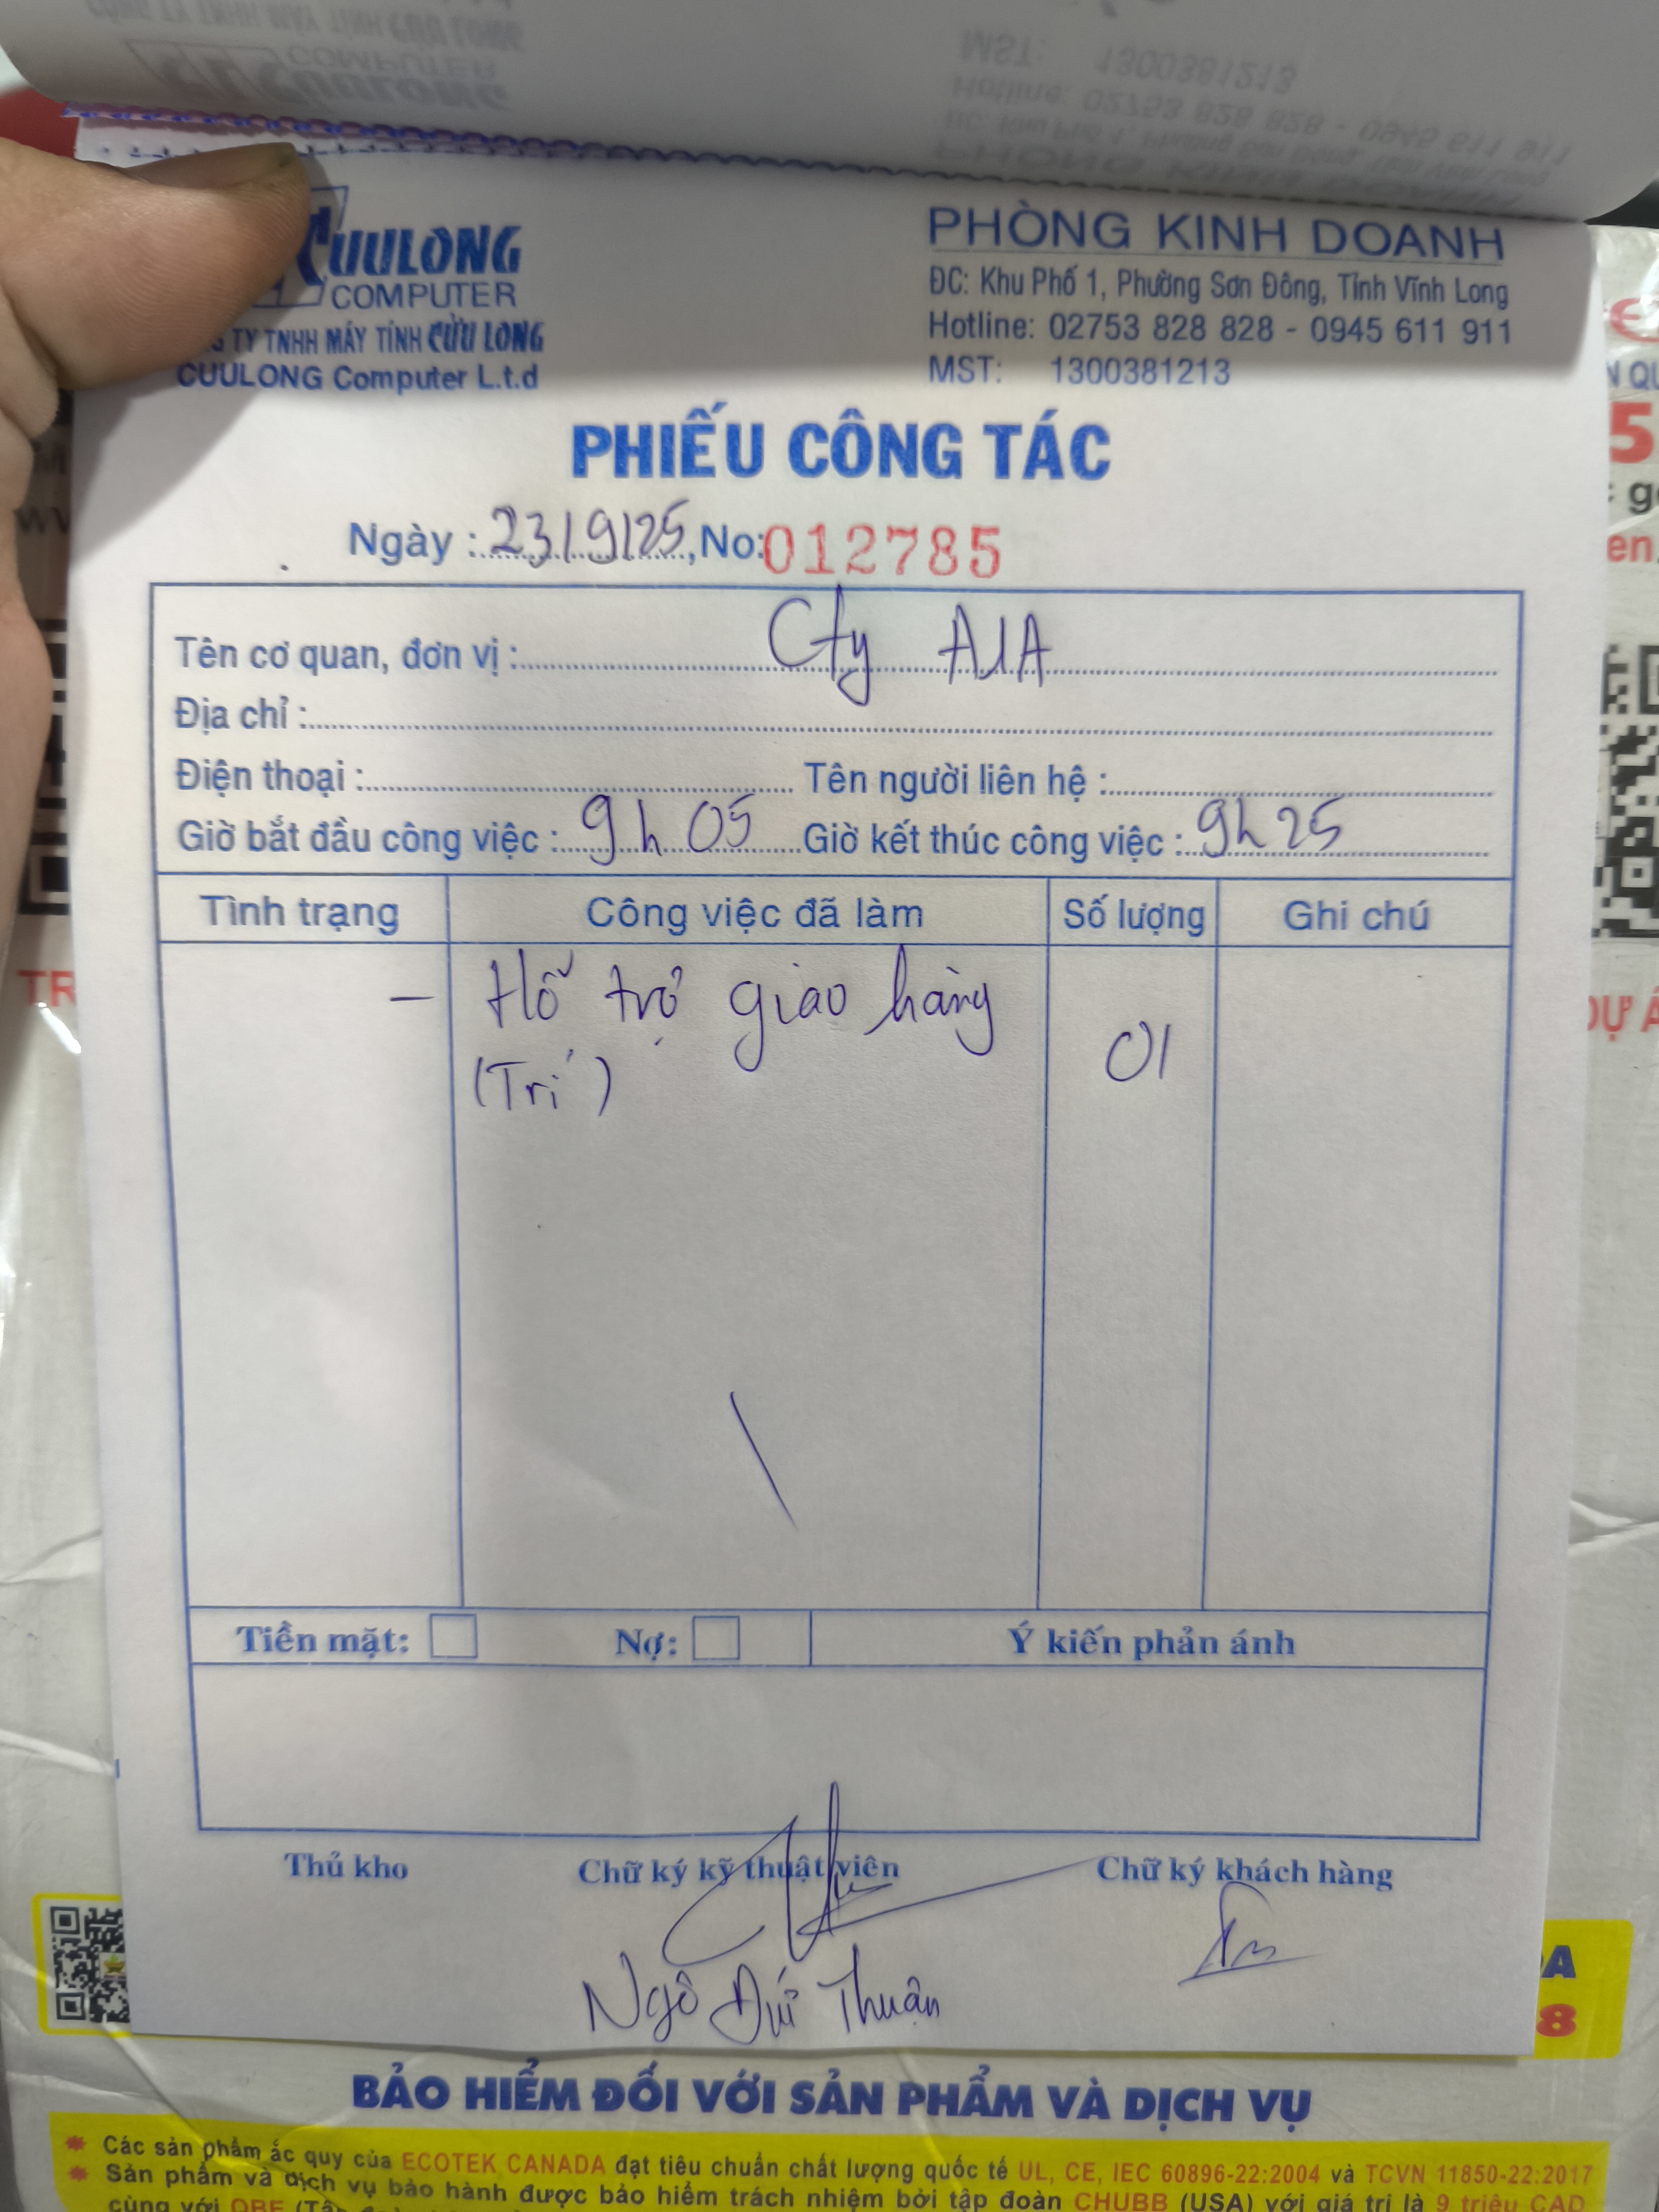 CUULONG
COMPUTER
TY TNHH MÁY TÍNH CỬU LONG
CUULONG Computer L.t.d
PHÒNG KINH DOANH
ĐC: Khu Phố 1, Phường Sơn Đông, Tỉnh Vĩnh Long
Hotline: 02753 828 828 - 0945 611 911
MST: 1300381213
PHIẾU CÔNG TÁC
Ngày : 23/9/25, No: 012785
Tên cơ quan, đơn vị : Cty
Địa chỉ :
Điện thoại : Tên người liên hệ :
Giờ bắt đầu công việc : 9h 05 Giờ kết thúc công việc : 9h 25
Tình trạng Công việc đã làm Số lượng Ghi chú
- Hỗ trợ giao hàng 01
(Trí)
Tiền mặt: Nợ: Ý kiến phản ánh
Thủ kho Chữ ký kỹ thuật viên Chữ ký khách hàng
Ngô Đức Thuận
BẢO HIỂM ĐỐI VỚI SẢN PHẨM VÀ DỊCH VỤ
Các sản phẩm ắc quy của ECOTEK CANADA đạt tiêu chuẩn chất lượng quốc tế UL, CE, IEC 60896-22:2004 và TCVN 11850-22:2017
Sản phẩm và dịch vụ bảo hành được bảo hiểm trách nhiệm bởi tập đoàn CHUBB (USA) với giá trị là 9 triệu CAD